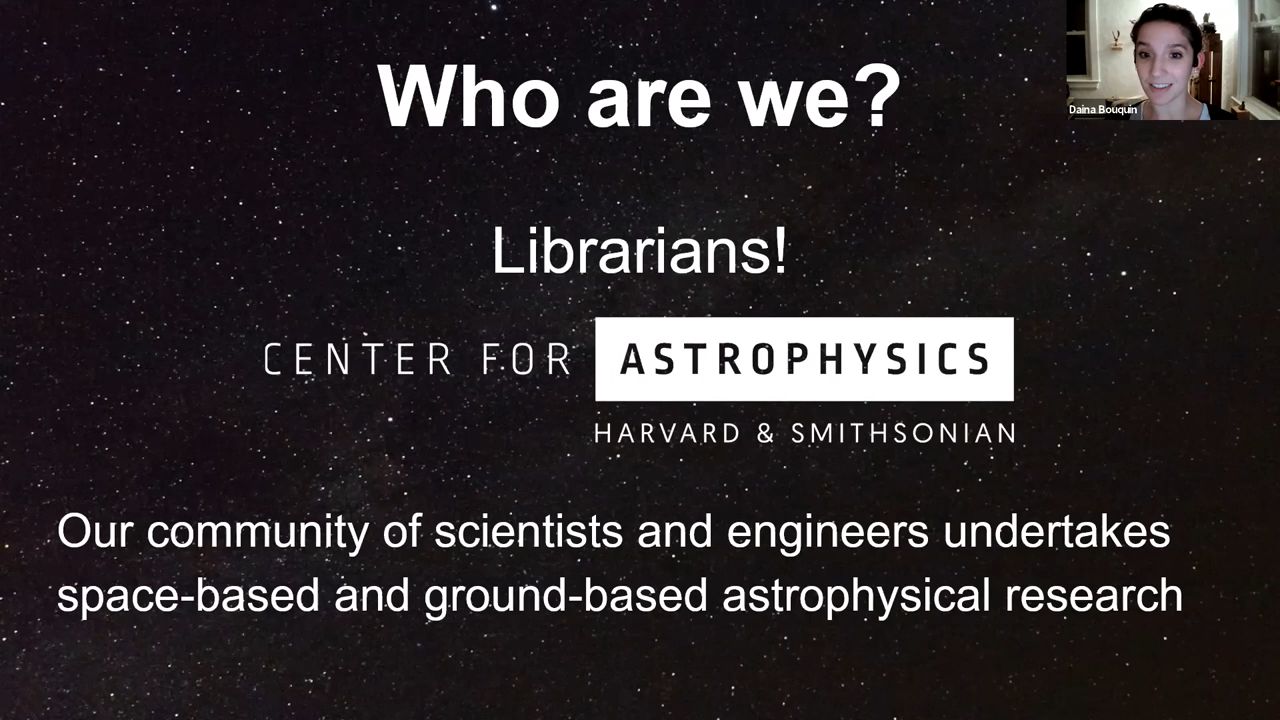 Who are we?
Daina Bouquin
Librarians!
CENTER FOR ASTROPHYSICS
HARVARD & SMITHSONIAN
Our community of scientists and engineers undertakes
space-based and ground-based astrophysical research